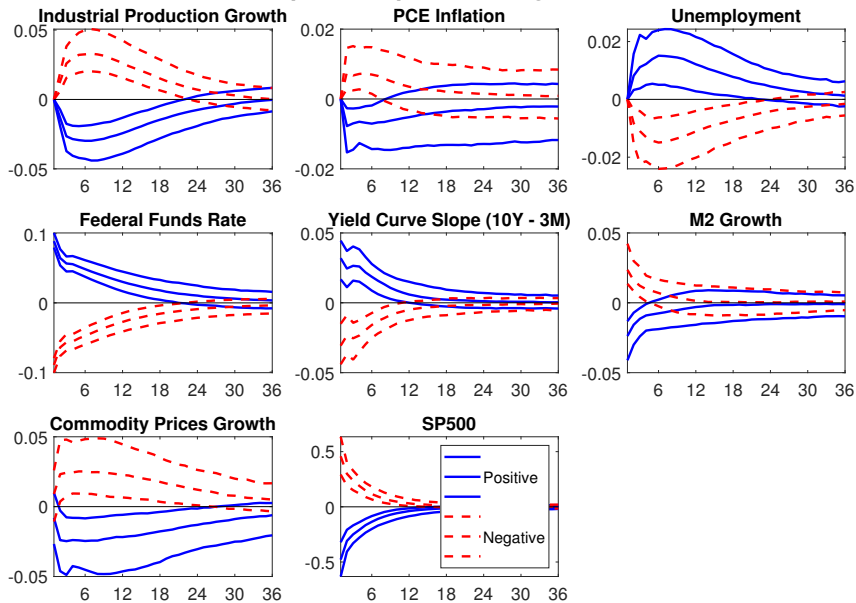 Industrial Production Growth
PCE Inflation
Unemployment
0.05
0
-0.05
6 12 18 24 30 36
0.02
0
-0.02
6 12 18 24 30 36
0.02
0
-0.02
6 12 18 24 30 36
Federal Funds Rate
Yield Curve Slope (10Y - 3M)
M2 Growth
0.1
0
-0.1
6 12 18 24 30 36
0.05
0
-0.05
6 12 18 24 30 36
0.05
0
-0.05
6 12 18 24 30 36
Commodity Prices Growth
SP500
0.05
0
-0.05
6 12 18 24 30 36
0.5
0
-0.5
6 12 18 24 30 36
Positive
Negative